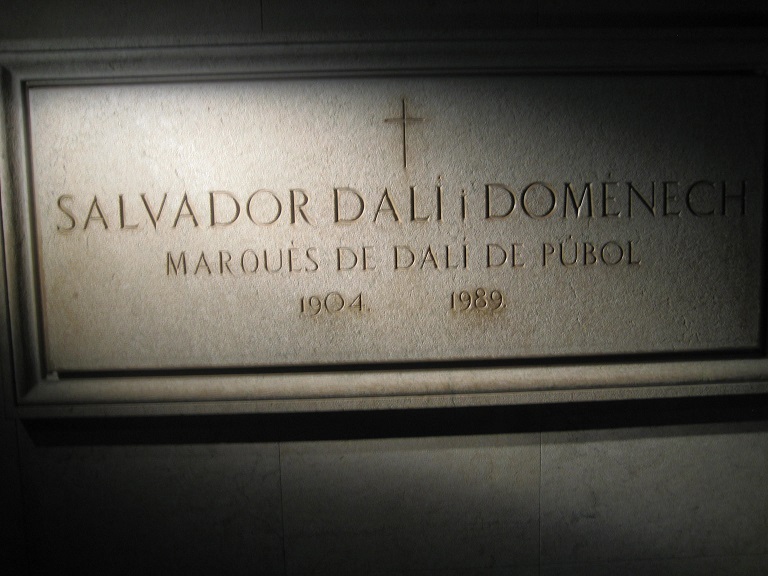 SALVADOR DALÍ i DOMÈNECH
MARQUÈS DE DALÍ DE PÚBOL
1904. 1989.